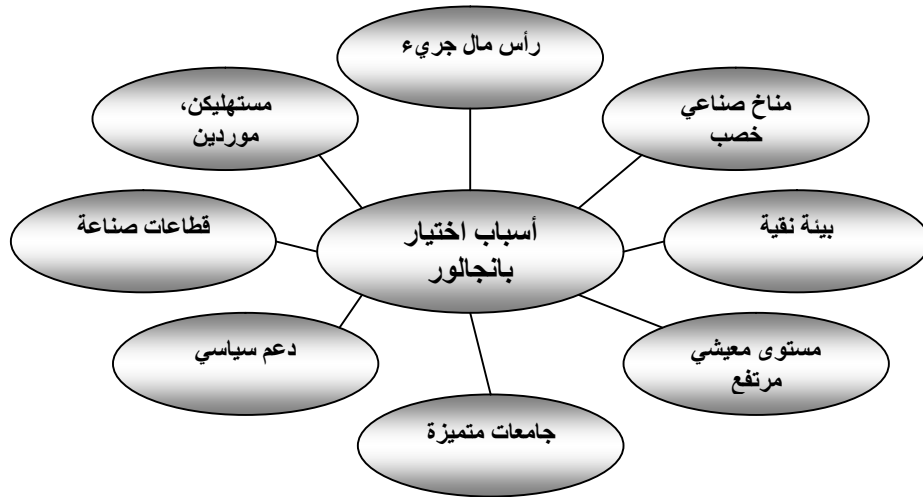 رأس مال جريء
مناخ صناعي
خصب
مستهليكن،
موردين
بيئة نقية
قطاعات صناعة
أسباب اختيار
بانجالور
مستوى معيشي
مرتفع
دعم سياسي
جامعات متميزة